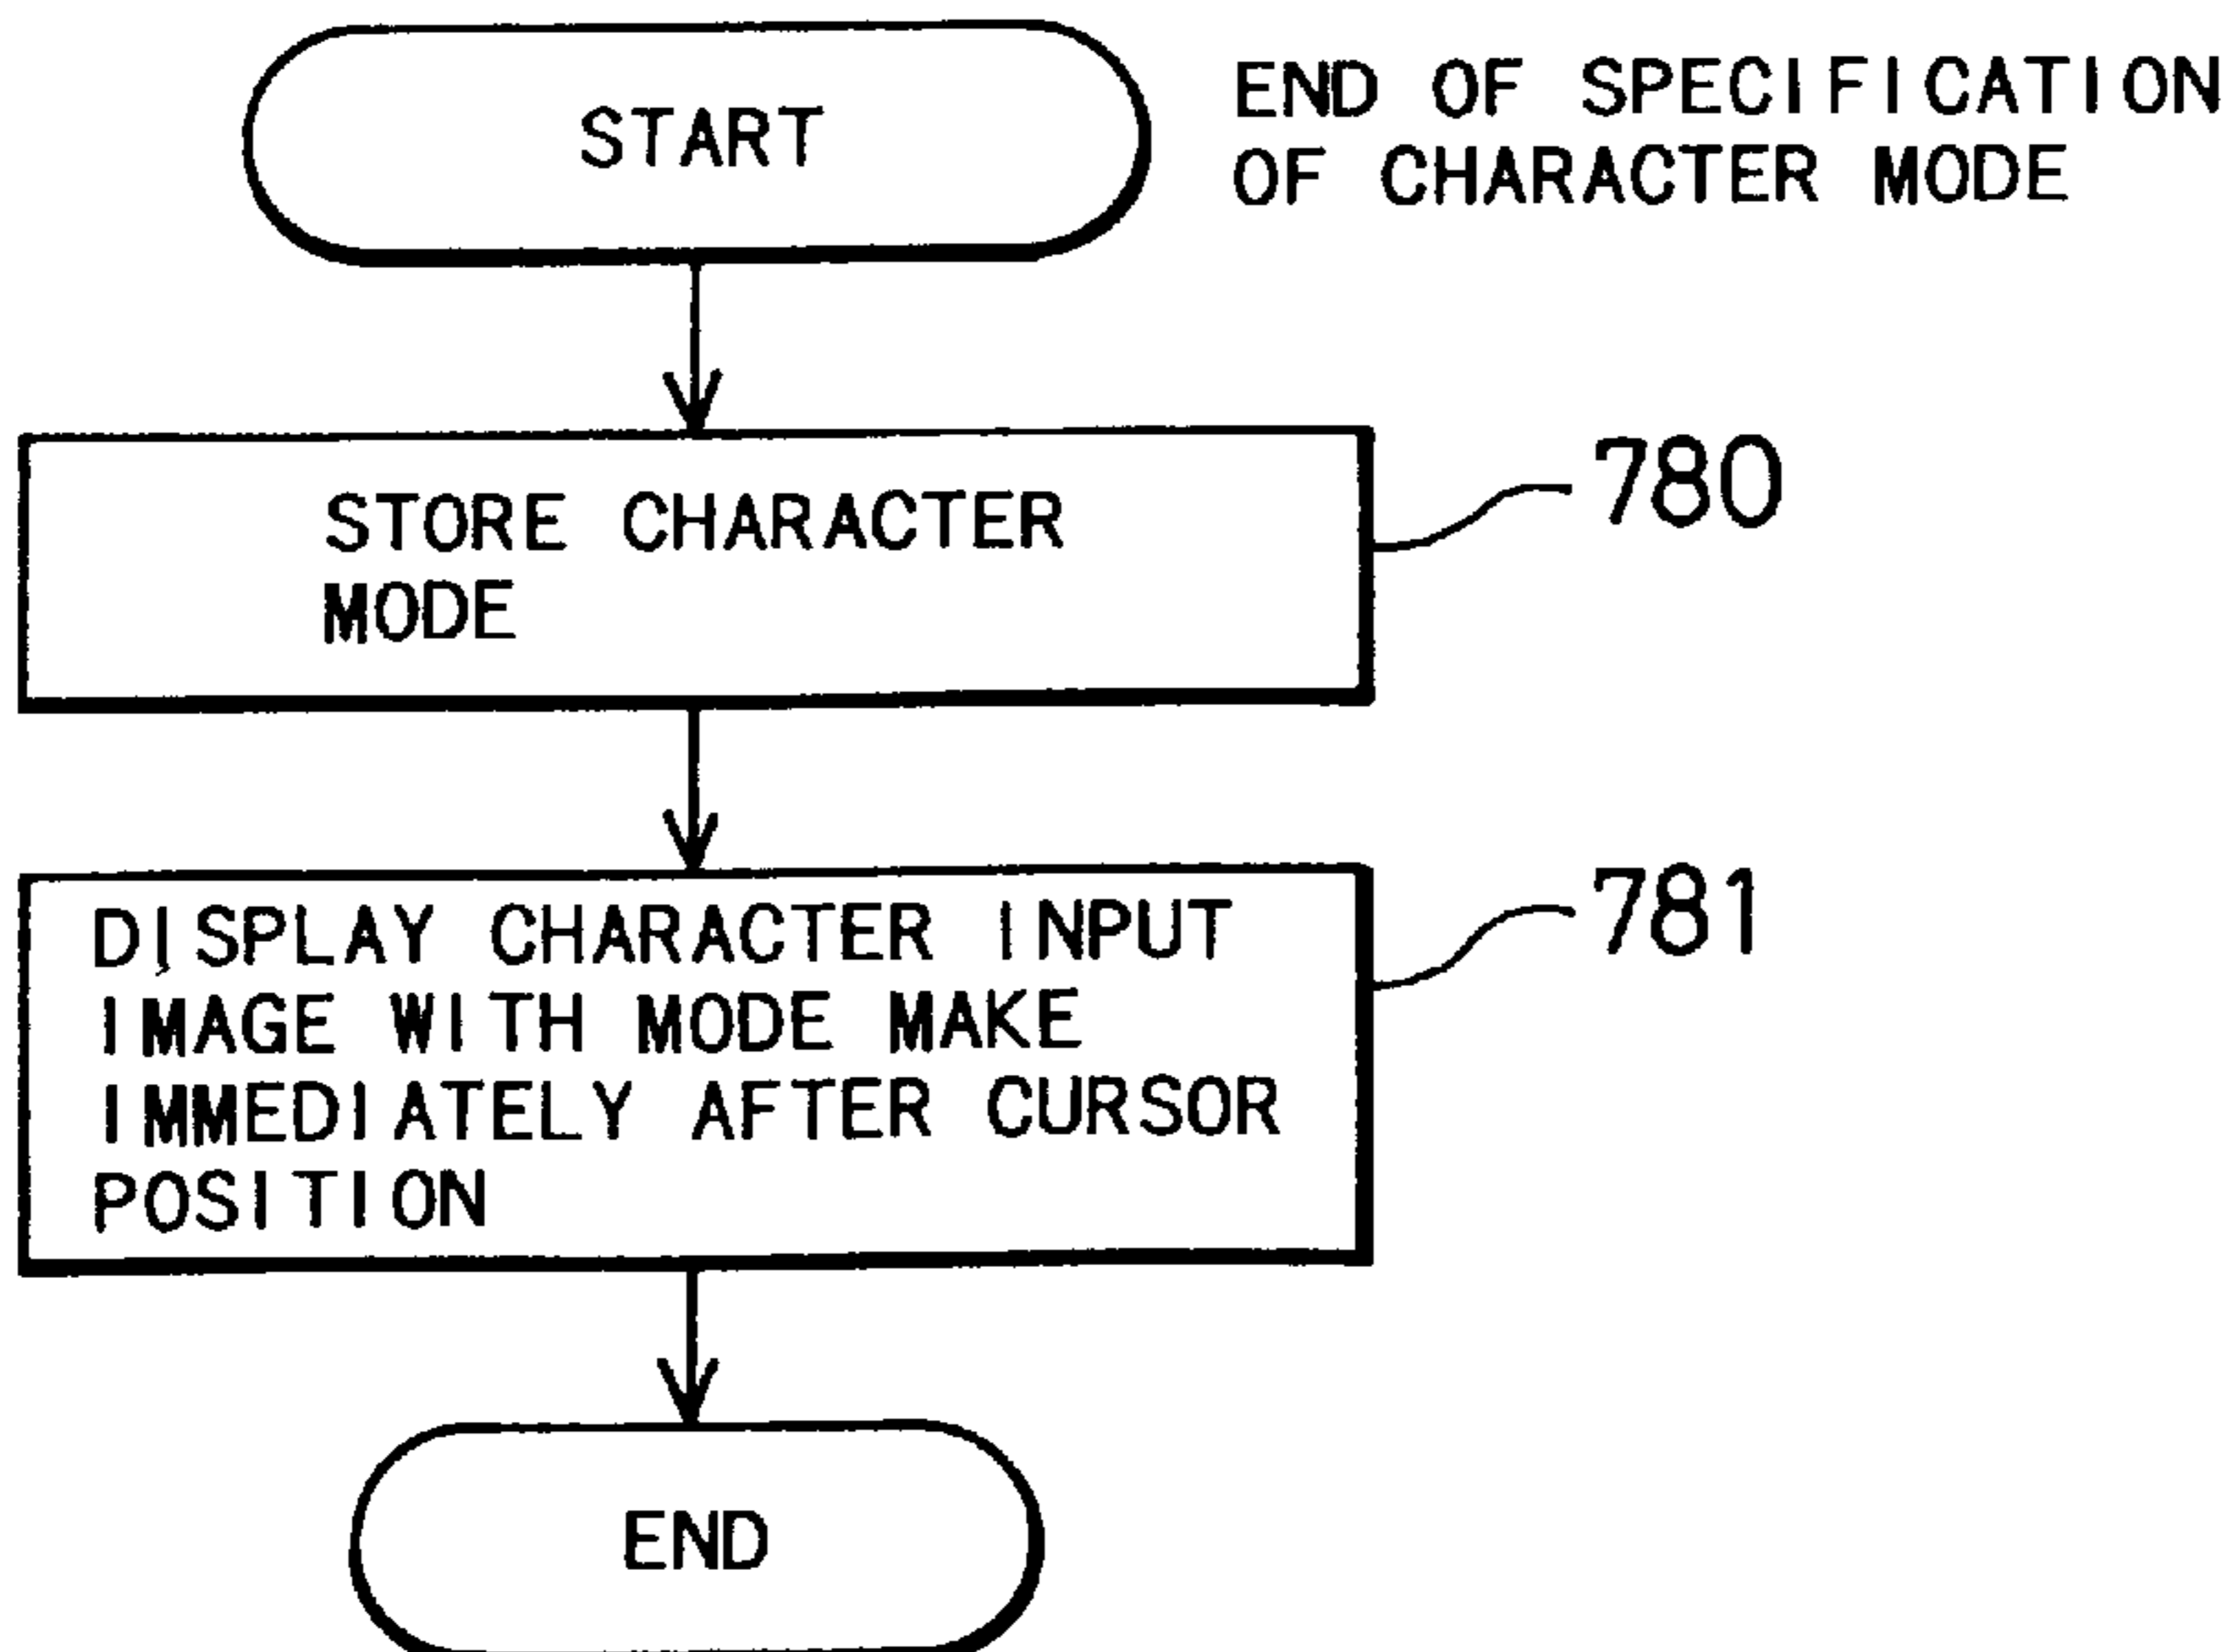 START
END OF SPECIFICATION
OF CHARACTER MODE
STORE CHARACTER
MODE
780
DISPLAY CHARACTER INPUT
IMAGE WITH MODE MAKE
IMMEDIATELY AFTER CURSOR
POSITION
781
END